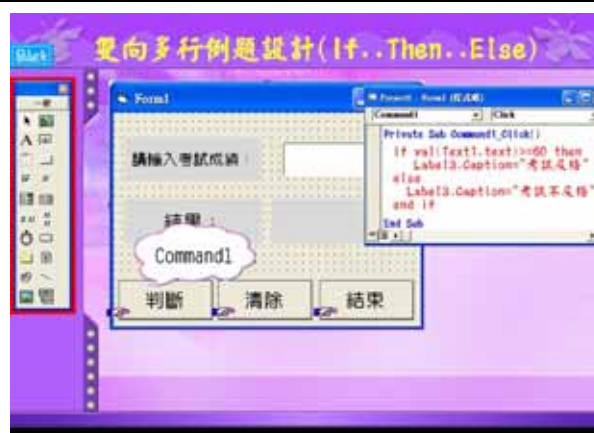 雙向多行例題設計(If..Then..Else)
Form1
請輸入考試成績：
結果：
Command1
判斷
清除
結束
Command1
Click
Private Sub Command1_Click()
If val(Text1.text)>=60 then
Label3.Caption="考試及格"
else
Label3.Caption="考試不及格"
end if
End Sub